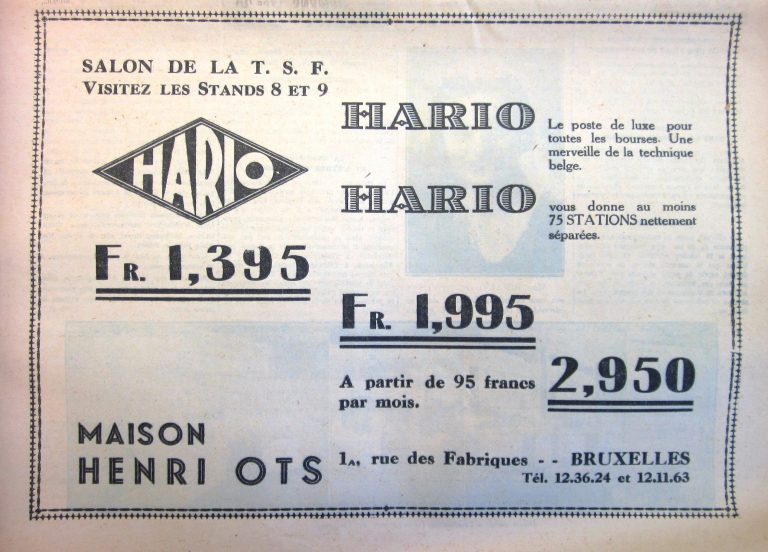 SALON DE LA T. S. F.
VISITEZ LES STANDS 8 ET 9
HARIO
FR. 1,395
HARIO
Le poste de luxe pour
toutes les bourses. Une
merveille de la technique
belge.
HARIO
vous donne au moins
75 STATIONS nettement
séparées.
FR. 1,995
A partir de 95 francs
par mois.
2,950
MAISON
HENRI OTS
1A, rue des Fabriques - - BRUXELLES
Tél. 12.36.24 et 12.11.63